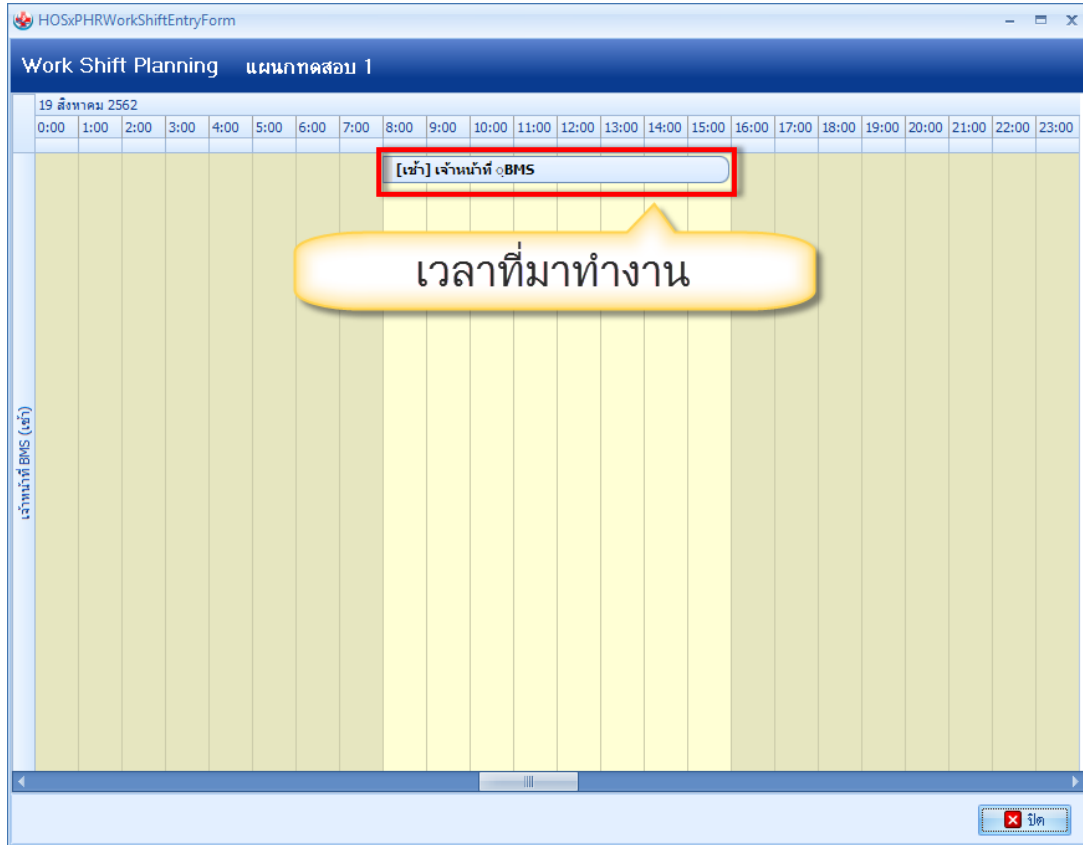 HOSxPHRWorkShiftEntryForm
Work Shift Planning แผนกทดสอบ 1
19 สิงหาคม 2562
0:00 1:00 2:00 3:00 4:00 5:00 6:00 7:00 8:00 9:00 10:00 11:00 12:00 13:00 14:00 15:00 16:00 17:00 18:00 19:00 20:00 21:00 22:00 23:00
[เช้า] เจ้าหน้าที่ ฺBMS
เวลาที่มาทำงาน
เจ้าหน้าที่ BMS (เช้า)
ปิด